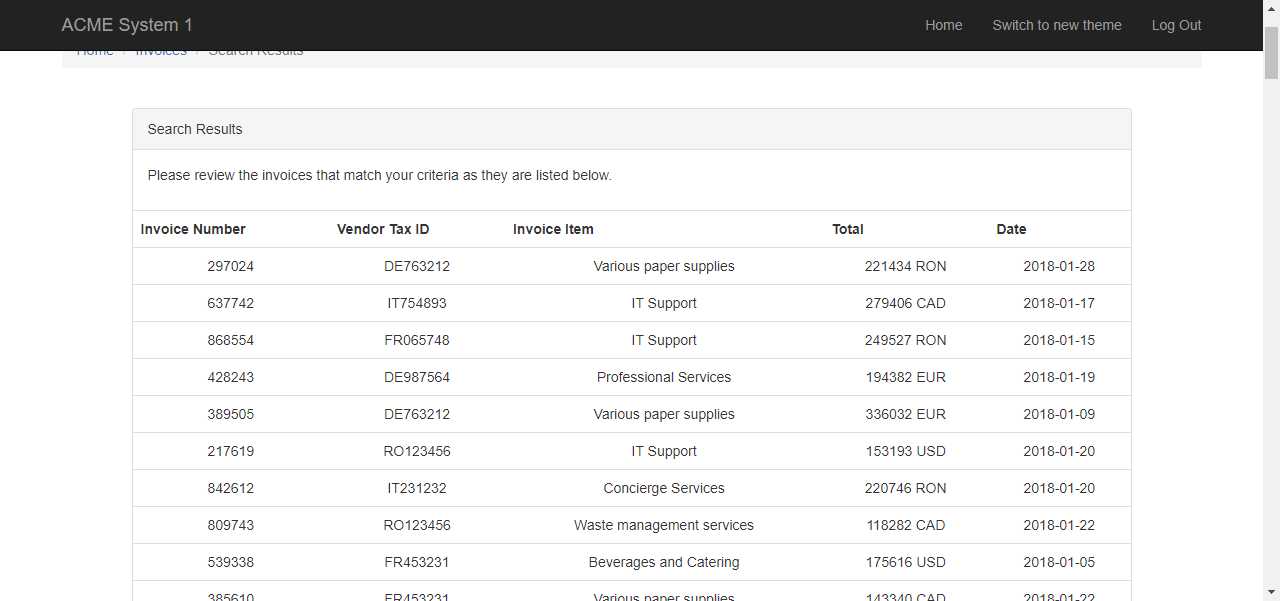 ACME System 1 Home Switch to new theme Log Out
Home / Invoices / Search Results
Search Results
Please review the invoices that match your criteria as they are listed below.
Invoice Number Vendor Tax ID Invoice Item Total Date
297024 DE763212 Various paper supplies 221434 RON 2018-01-28
637742 IT754893 IT Support 279406 CAD 2018-01-17
868554 FR065748 IT Support 249527 RON 2018-01-15
428243 DE987564 Professional Services 194382 EUR 2018-01-19
389505 DE763212 Various paper supplies 336032 EUR 2018-01-09
217619 RO123456 IT Support 153193 USD 2018-01-20
842612 IT231232 Concierge Services 220746 RON 2018-01-20
809743 RO123456 Waste management services 118282 CAD 2018-01-22
539338 FR453231 Beverages and Catering 175616 USD 2018-01-05
385610 FR453231 Various paper supplies 143340 CAD 2018-01-22